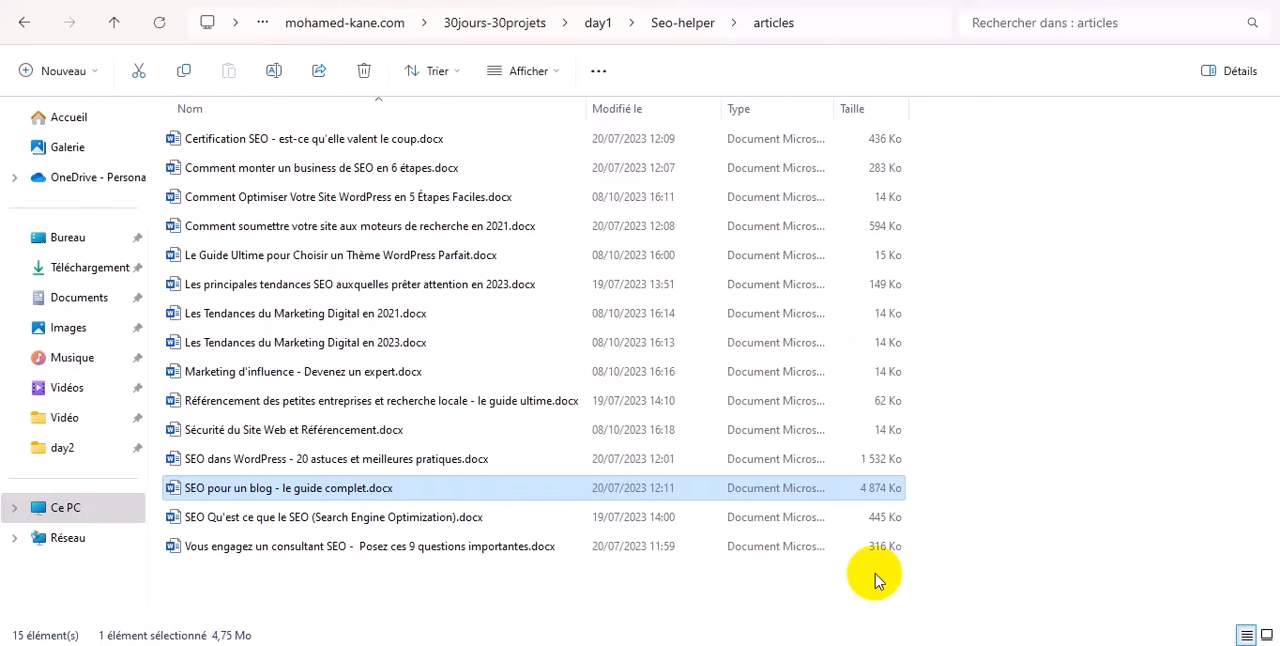 mohamed-kane.com > 30jours-30projets > day1 > Seo-helper > articles
Rechercher dans : articles
Nouveau
Trier
Afficher
Détails
Nom Modifié le Type Taille
Accueil
Galerie
OneDrive - Persona
Bureau
Téléchargement
Documents
Images
Musique
Vidéos
Vidéo
day2
Ce PC
Réseau
Certification SEO - est-ce qu'elle valent le coup.docx 20/07/2023 12:09 Document Micros... 436 Ko
Comment monter un business de SEO en 6 étapes.docx 20/07/2023 12:07 Document Micros... 283 Ko
Comment Optimiser Votre Site WordPress en 5 Étapes Faciles.docx 08/10/2023 16:11 Document Micros... 14 Ko
Comment soumettre votre site aux moteurs de recherche en 2021.docx 20/07/2023 12:08 Document Micros... 594 Ko
Le Guide Ultime pour Choisir un Thème WordPress Parfait.docx 08/10/2023 16:00 Document Micros... 15 Ko
Les principales tendances SEO auxquelles prêter attention en 2023.docx 19/07/2023 13:51 Document Micros... 149 Ko
Les Tendances du Marketing Digital en 2021.docx 08/10/2023 16:14 Document Micros... 14 Ko
Les Tendances du Marketing Digital en 2023.docx 08/10/2023 16:13 Document Micros... 14 Ko
Marketing d'influence - Devenez un expert.docx 08/10/2023 16:16 Document Micros... 14 Ko
Référencement des petites entreprises et recherche locale - le guide ultime.docx 19/07/2023 14:10 Document Micros... 62 Ko
Sécurité du Site Web et Référencement.docx 08/10/2023 16:18 Document Micros... 14 Ko
SEO dans WordPress - 20 astuces et meilleures pratiques.docx 20/07/2023 12:01 Document Micros... 1 532 Ko
SEO pour un blog - le guide complet.docx 20/07/2023 12:11 Document Micros... 4 874 Ko
SEO Qu'est ce que le SEO (Search Engine Optimization).docx 19/07/2023 14:00 Document Micros... 445 Ko
Vous engagez un consultant SEO - Posez ces 9 questions importantes.docx 20/07/2023 11:59 Document Micros... 316 Ko
15 élément(s) 1 élément sélectionné 4,75 Mo